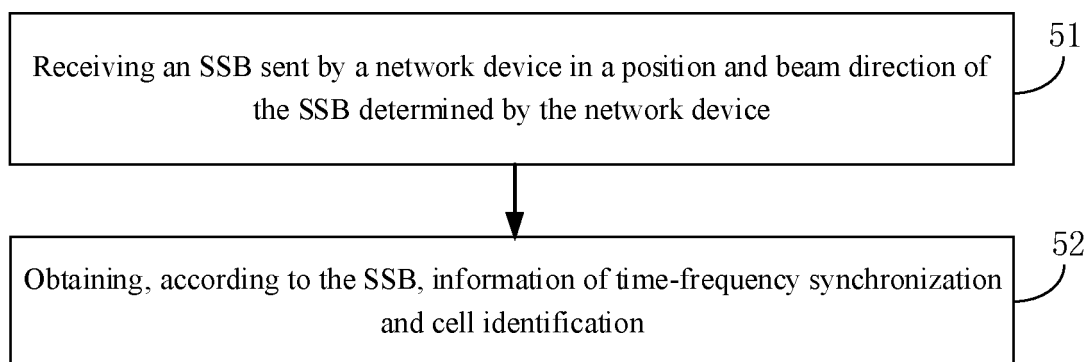 51
Receiving an SSB sent by a network device in a position and beam direction of
the SSB determined by the network device
52
Obtaining, according to the SSB, information of time-frequency synchronization
and cell identification